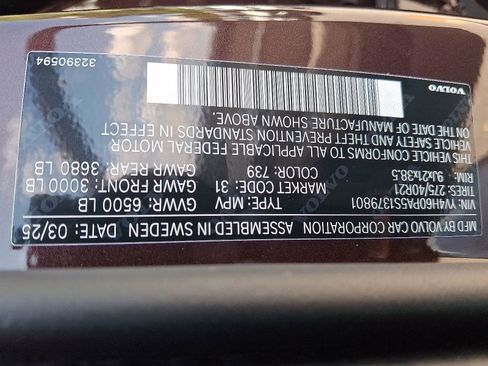 MFD BY VOLVO CAR CORPORATION ASSEMBLED IN SWEDEN DATE: 03/25
VIN: YV4H60PA5S1379801 TYPE: MPV GVWR: 6500 LB
TIRES: 275/40R21 MARKET CODE: 31 GAWR FRONT: 3000 LB
RIM: 9Jx21x38.5 COLOR: 739 GAWR REAR: 3680 LB
THIS VEHICLE CONFORMS TO ALL APPLICABLE FEDERAL MOTOR
VEHICLE SAFETY AND THEFT PREVENTION STANDARDS IN EFFECT
ON THE DATE OF MANUFACTURE SHOWN ABOVE.
VOLVO
32390594